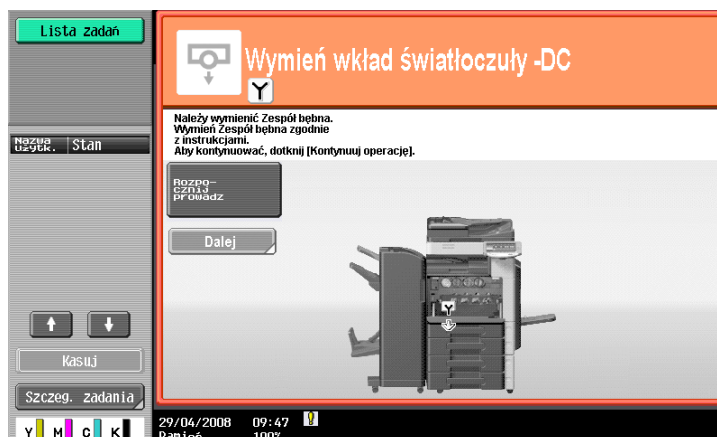 Lista zadań
Wymień wkład światłoczuły -DC
Y
Należy wymienić Zespół bębna.
Wymień Zespół bębna zgodnie
z instrukcjami.
Aby kontynuować, dotknij [Kontynuuj operację].
Nazwa
użytk.
Stan
Rozpo-
cznij
prowadz
Dalej
Y
Kasuj
Szczeg. zadania
Y M C K
29/04/2008 09:47
Pamięć 100%